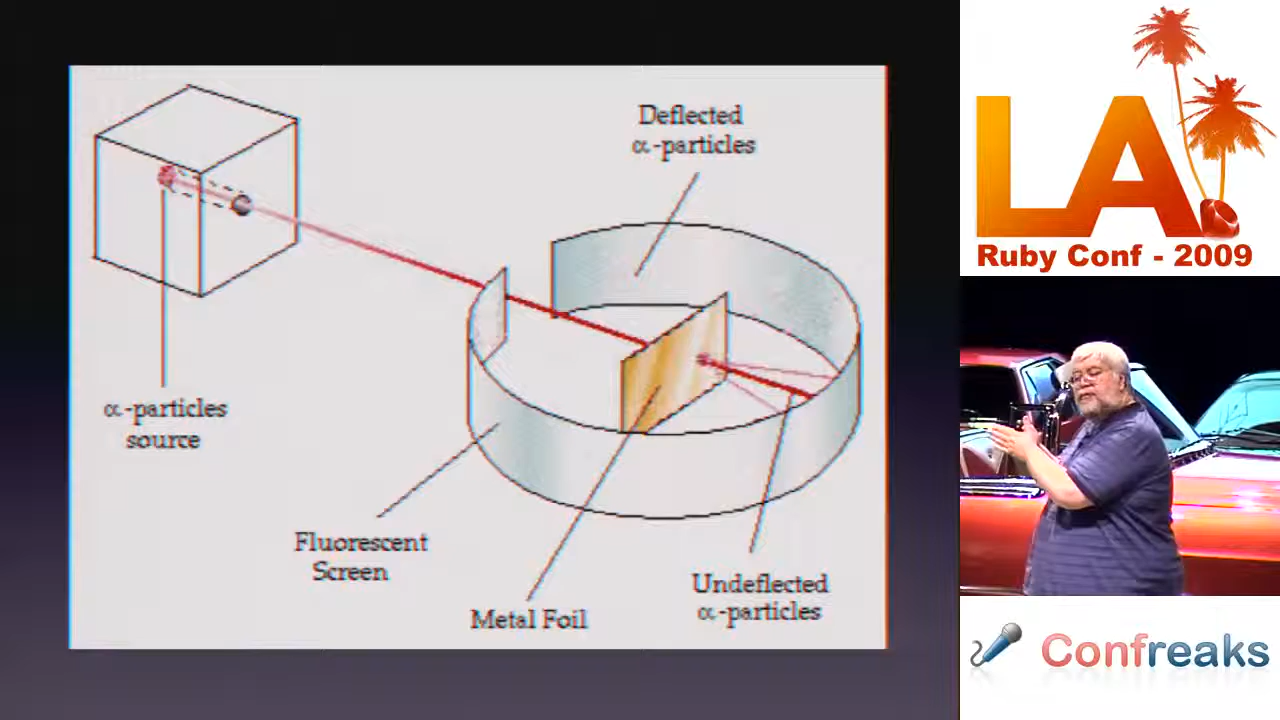 Deflected
α-particles
α-particles
source
Fluorescent
Screen
Metal Foil
Undeflected
α-particles
LA
Ruby Conf - 2009
Confreaks